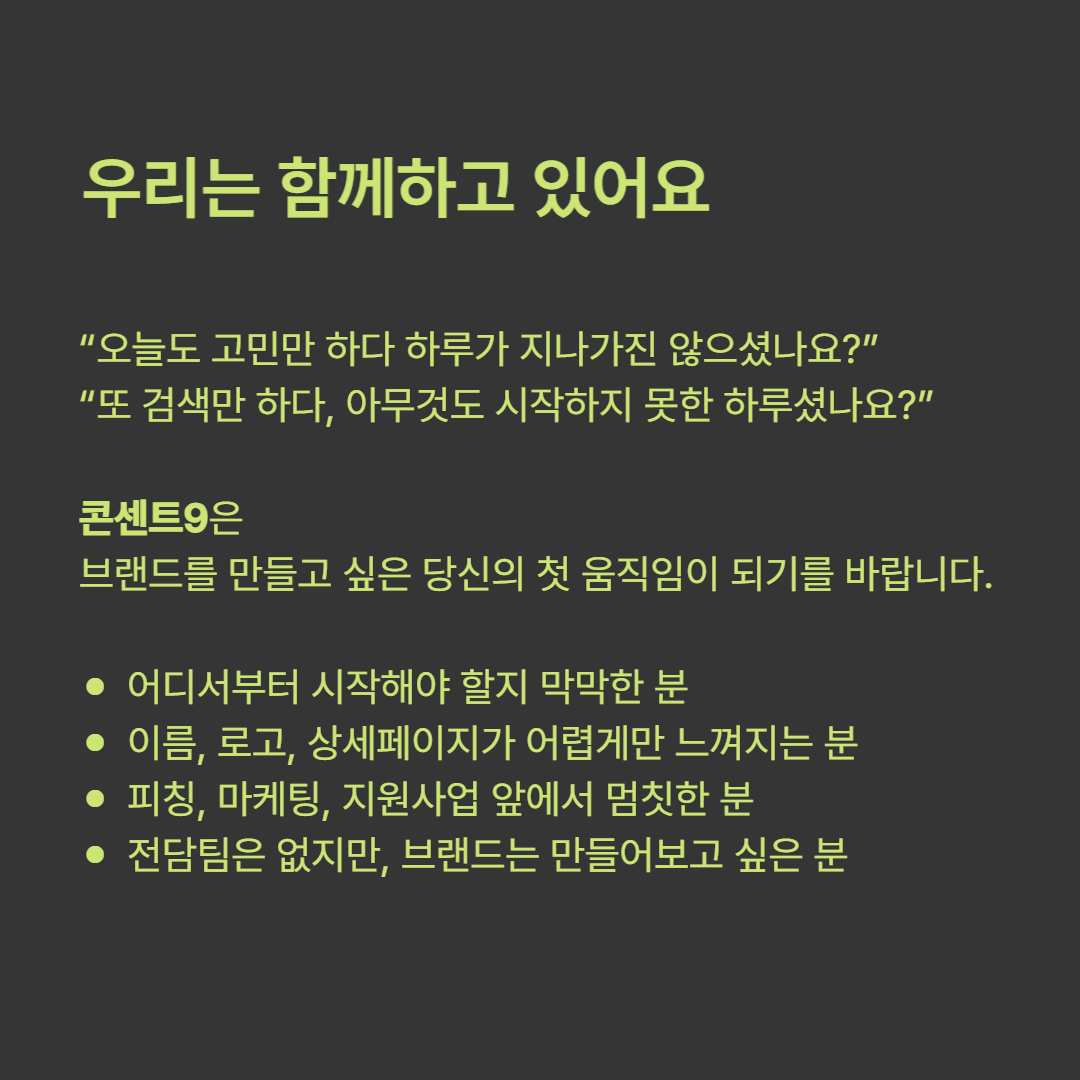 우리는 함께하고 있어요
“오늘도 고민만 하다 하루가 지나가진 않으셨나요?”
“또 검색만 하다, 아무것도 시작하지 못한 하루셨나요?”
콘센트9은
브랜드를 만들고 싶은 당신의 첫 움직임이 되기를 바랍니다.
• 어디서부터 시작해야 할지 막막한 분
• 이름, 로고, 상세페이지가 어렵게만 느껴지는 분
• 피칭, 마케팅, 지원사업 앞에서 멈칫한 분
• 전담팀은 없지만, 브랜드는 만들어보고 싶은 분